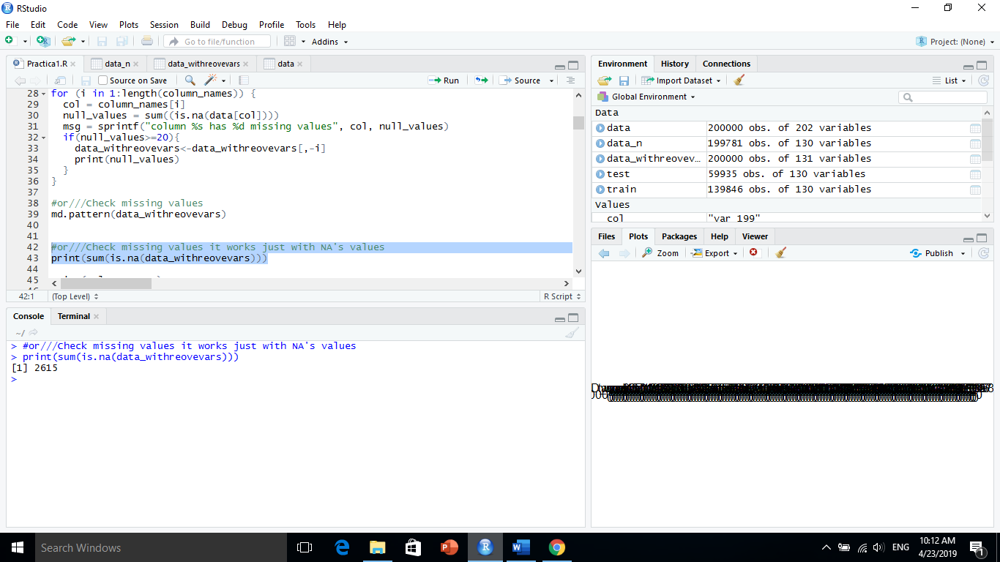 RStudio
File Edit Code View Plots Session Build Debug Profile Tools Help
Go to file/function Addins Project: (None)
Practica1.R data_n data_withreovevars data
Source on Save Run Source
28 for (i in 1:length(column_names)) {
29 col = column_names[i]
30 null_values = sum((is.na(data[col])))
31 msg = sprintf("column %s has %d missing values", col, null_values)
32 if(null_values>=20){
33 data_withreovevars<-data_withreovevars[,-i]
34 print(null_values)
35 }
36 }
37
38 #or///Check missing values
39 md.pattern(data_withreovevars)
40
41
42 #or///Check missing values it works just with NA's values
43 print(sum(is.na(data_withreovevars)))
44
45
42:1 (Top Level) R Script
Console Terminal
~/
> #or///Check missing values it works just with NA's values
> print(sum(is.na(data_withreovevars)))
[1] 2615
>
Environment History Connections
Import Dataset List
Global Environment
Data
data 200000 obs. of 202 variables
data_n 199781 obs. of 130 variables
data_withreovev… 200000 obs. of 131 variables
test 59935 obs. of 130 variables
train 139846 obs. of 130 variables
Values
col "var_199"
Files Plots Packages Help Viewer
Zoom Export Publish
Search Windows
ENG
10:12 AM
4/23/2019
1